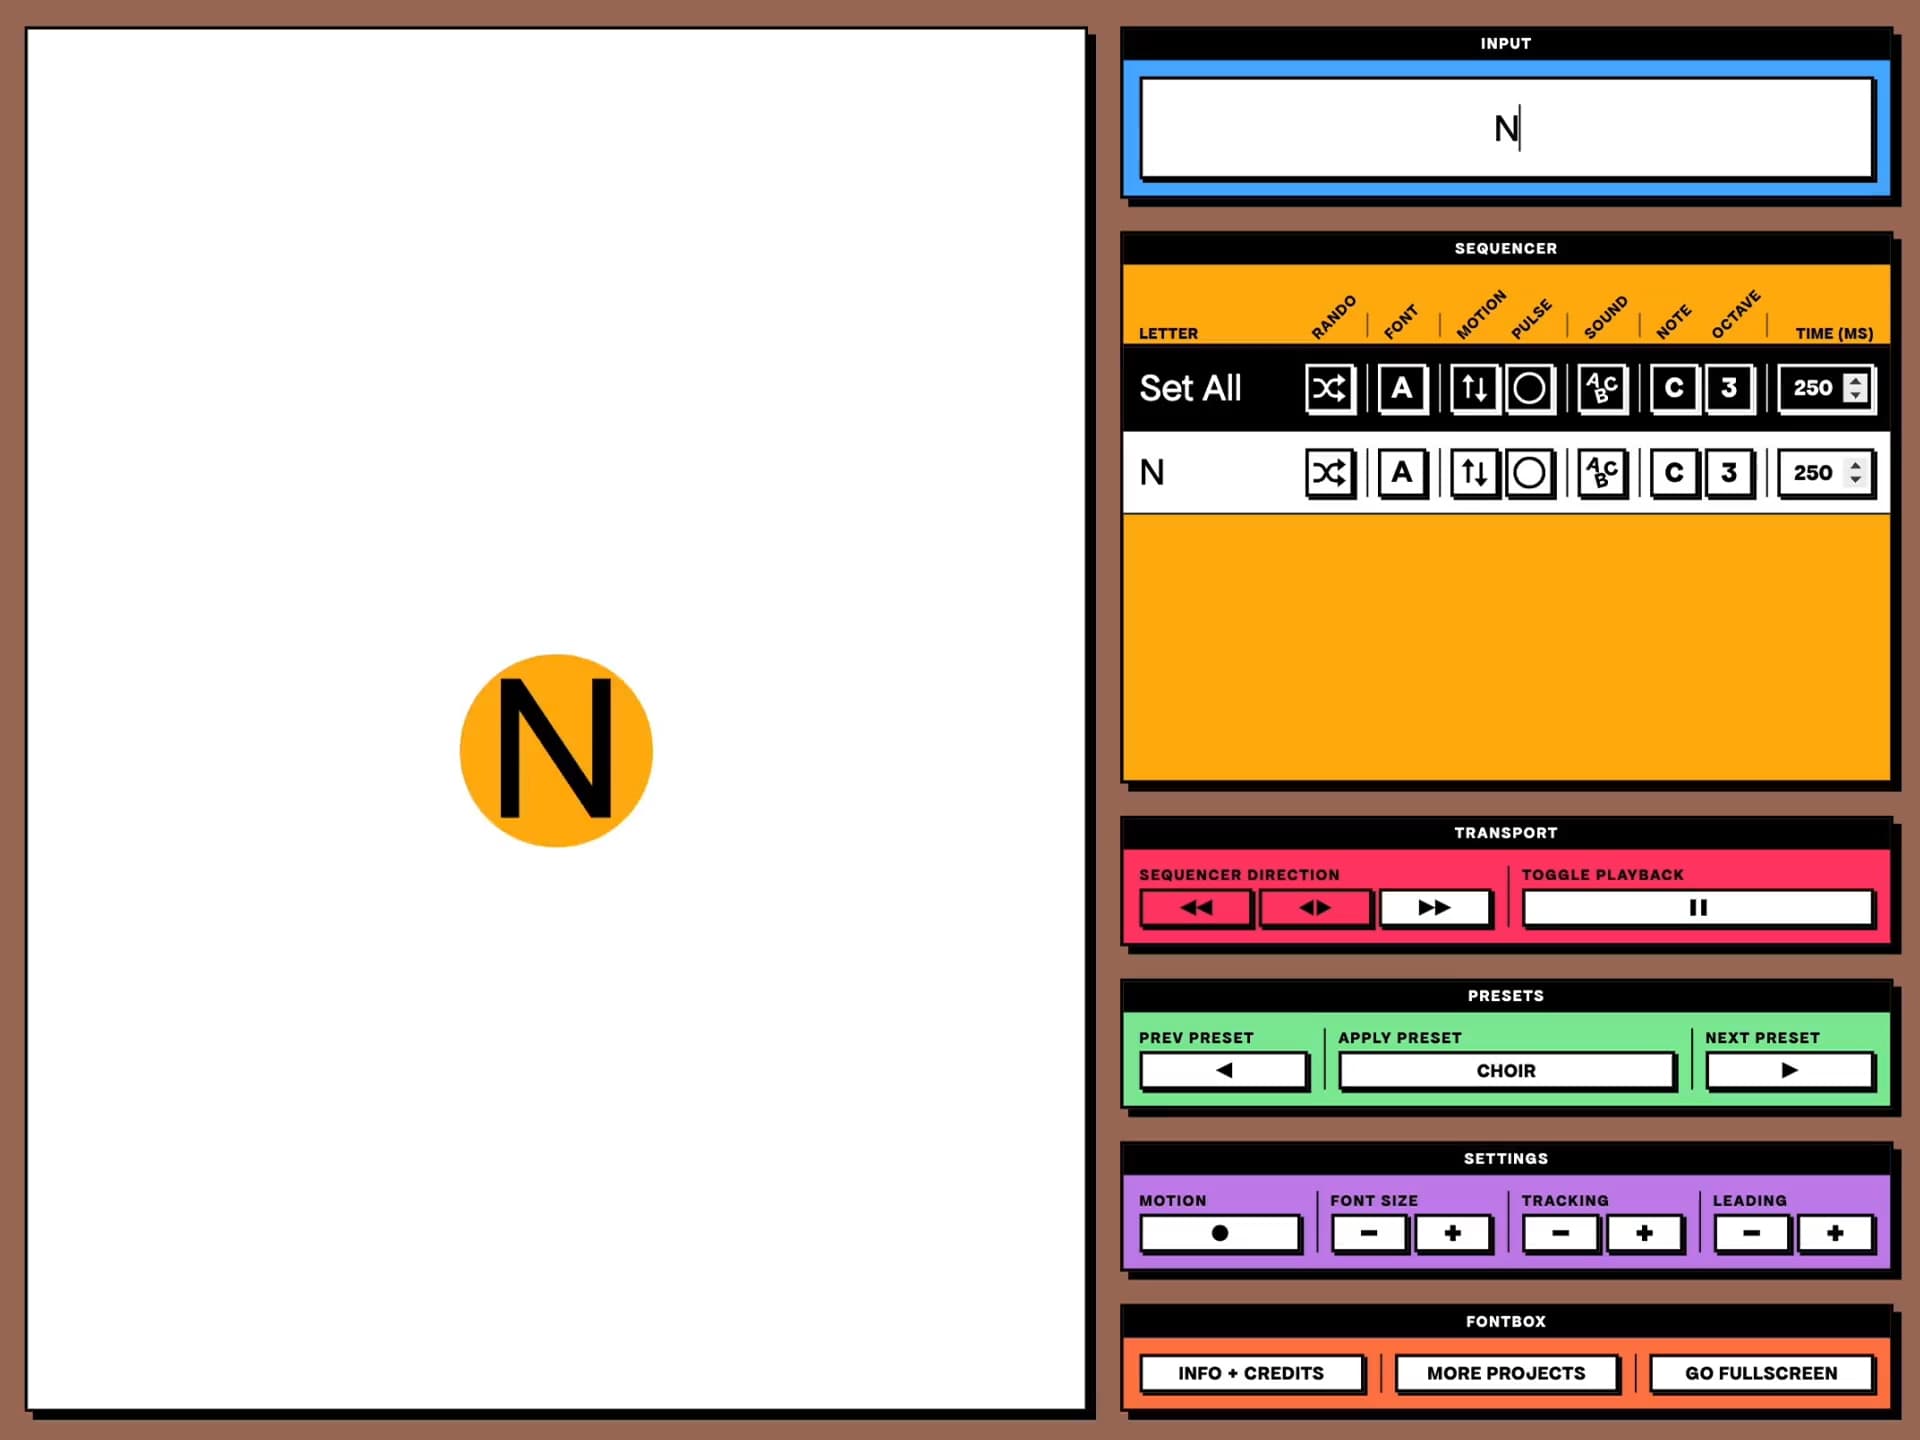 N
INPUT
N
SEQUENCER
LETTER RANDO FONT MOTION PULSE SOUND NOTE OCTAVE TIME (MS)
Set All A ABC C 3 250
N A ABC C 3 250
TRANSPORT
SEQUENCER DIRECTION TOGGLE PLAYBACK
PRESETS
PREV PRESET APPLY PRESET NEXT PRESET
CHOIR
SETTINGS
MOTION FONT SIZE TRACKING LEADING
- + - + - +
FONTBOX
INFO + CREDITS MORE PROJECTS GO FULLSCREEN